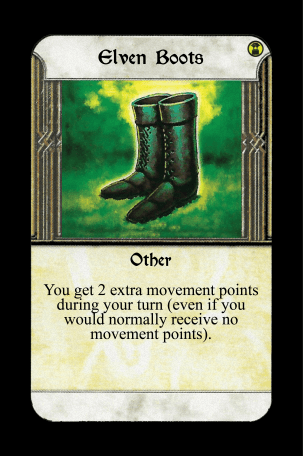 Elven Boots
Other
You get 2 extra movement points
during your turn (even if you
would normally receive no
movement points).